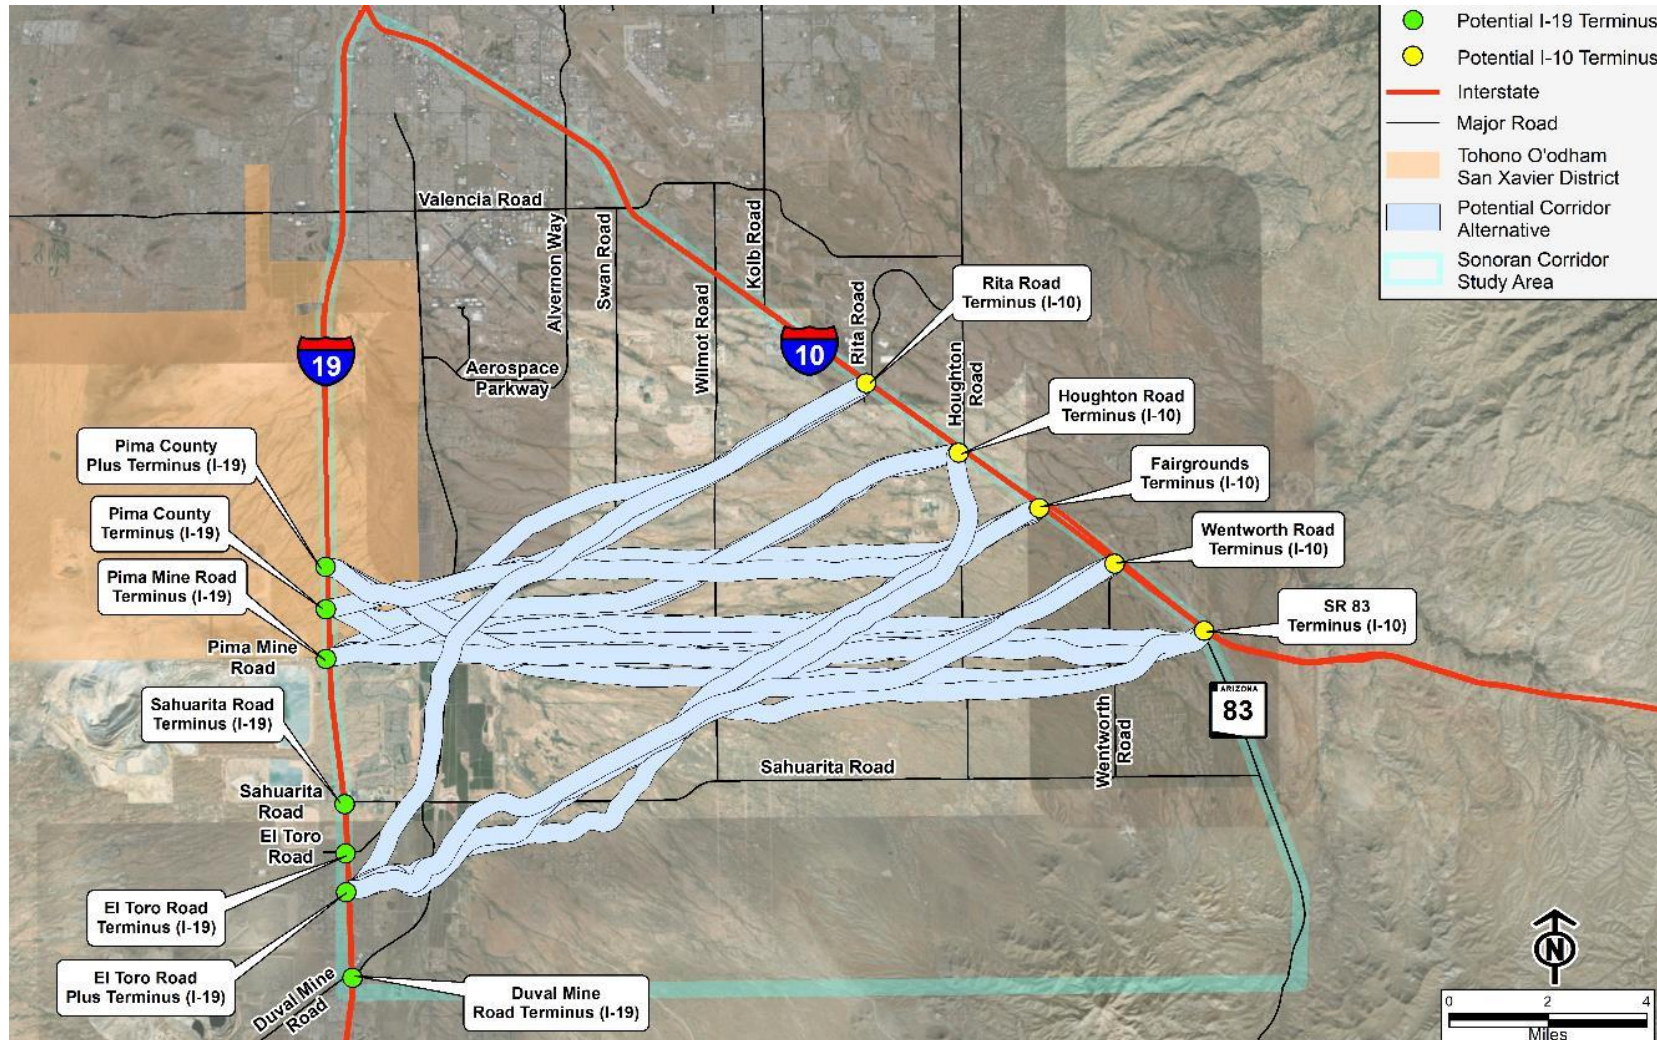 Potential I-19 Terminus
Potential I-10 Terminus
Interstate
Major Road
Tohono O'odham
San Xavier District
Potential Corridor
Alternative
Sonoran Corridor
Study Area
Valencia Road
Alvernon Way
Swan Road
Wilmot Road
Kolb Road
Rita Road
Houghton
Road
Rita Road
Terminus (I-10)
19
10
Aerospace
Parkway
Houghton Road
Terminus (I-10)
Pima County
Plus Terminus (I-19)
Fairgrounds
Terminus (I-10)
Pima County
Terminus (I-19)
Wentworth Road
Terminus (I-10)
Pima Mine Road
Terminus (I-19)
SR 83
Terminus (I-10)
Pima Mine
Road
ARIZONA
83
Sahuarita Road
Terminus (I-19)
Wentworth
Road
Sahuarita Road
Sahuarita
Road
El Toro
Road
El Toro Road
Terminus (I-19)
El Toro Road
Plus Terminus (I-19)
Duval Mine
Road
Duval Mine
Road Terminus (I-19)
N
0 2 4
Miles